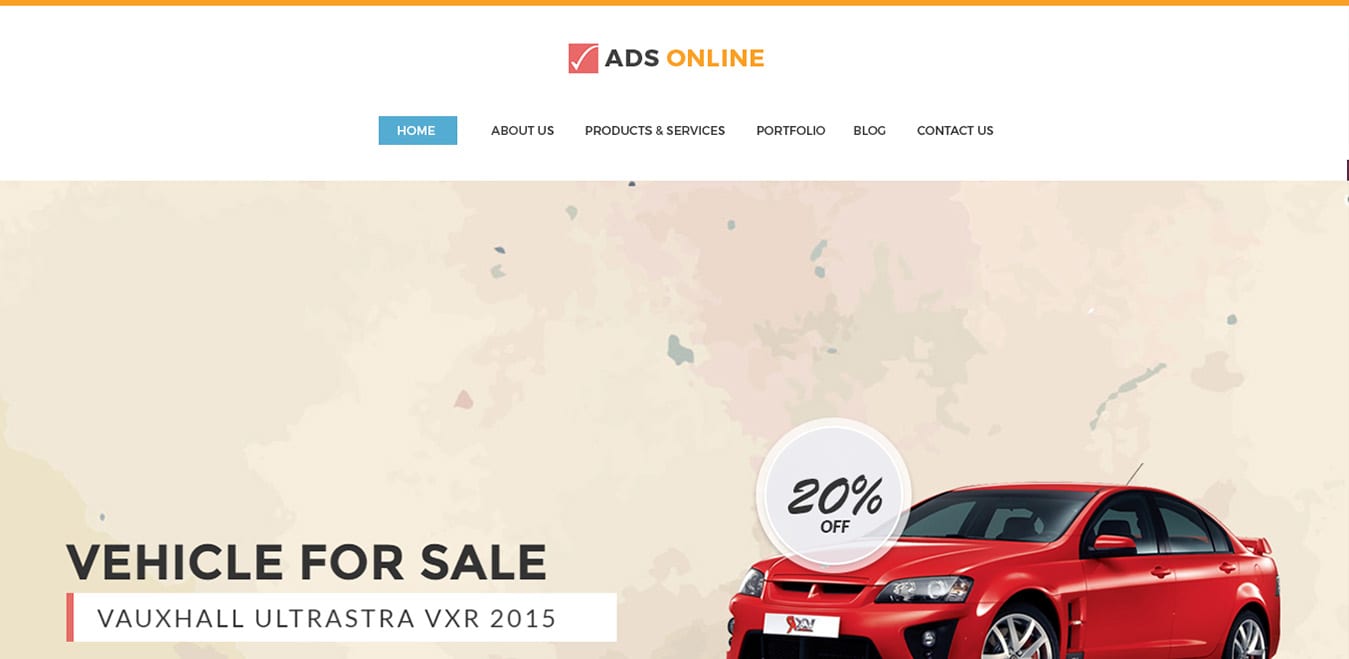 ADS ONLINE
HOME ABOUT US PRODUCTS & SERVICES PORTFOLIO BLOG CONTACT US
20%
OFF
VEHICLE FOR SALE
VAUXHALL ULTRASTRA VXR 2015